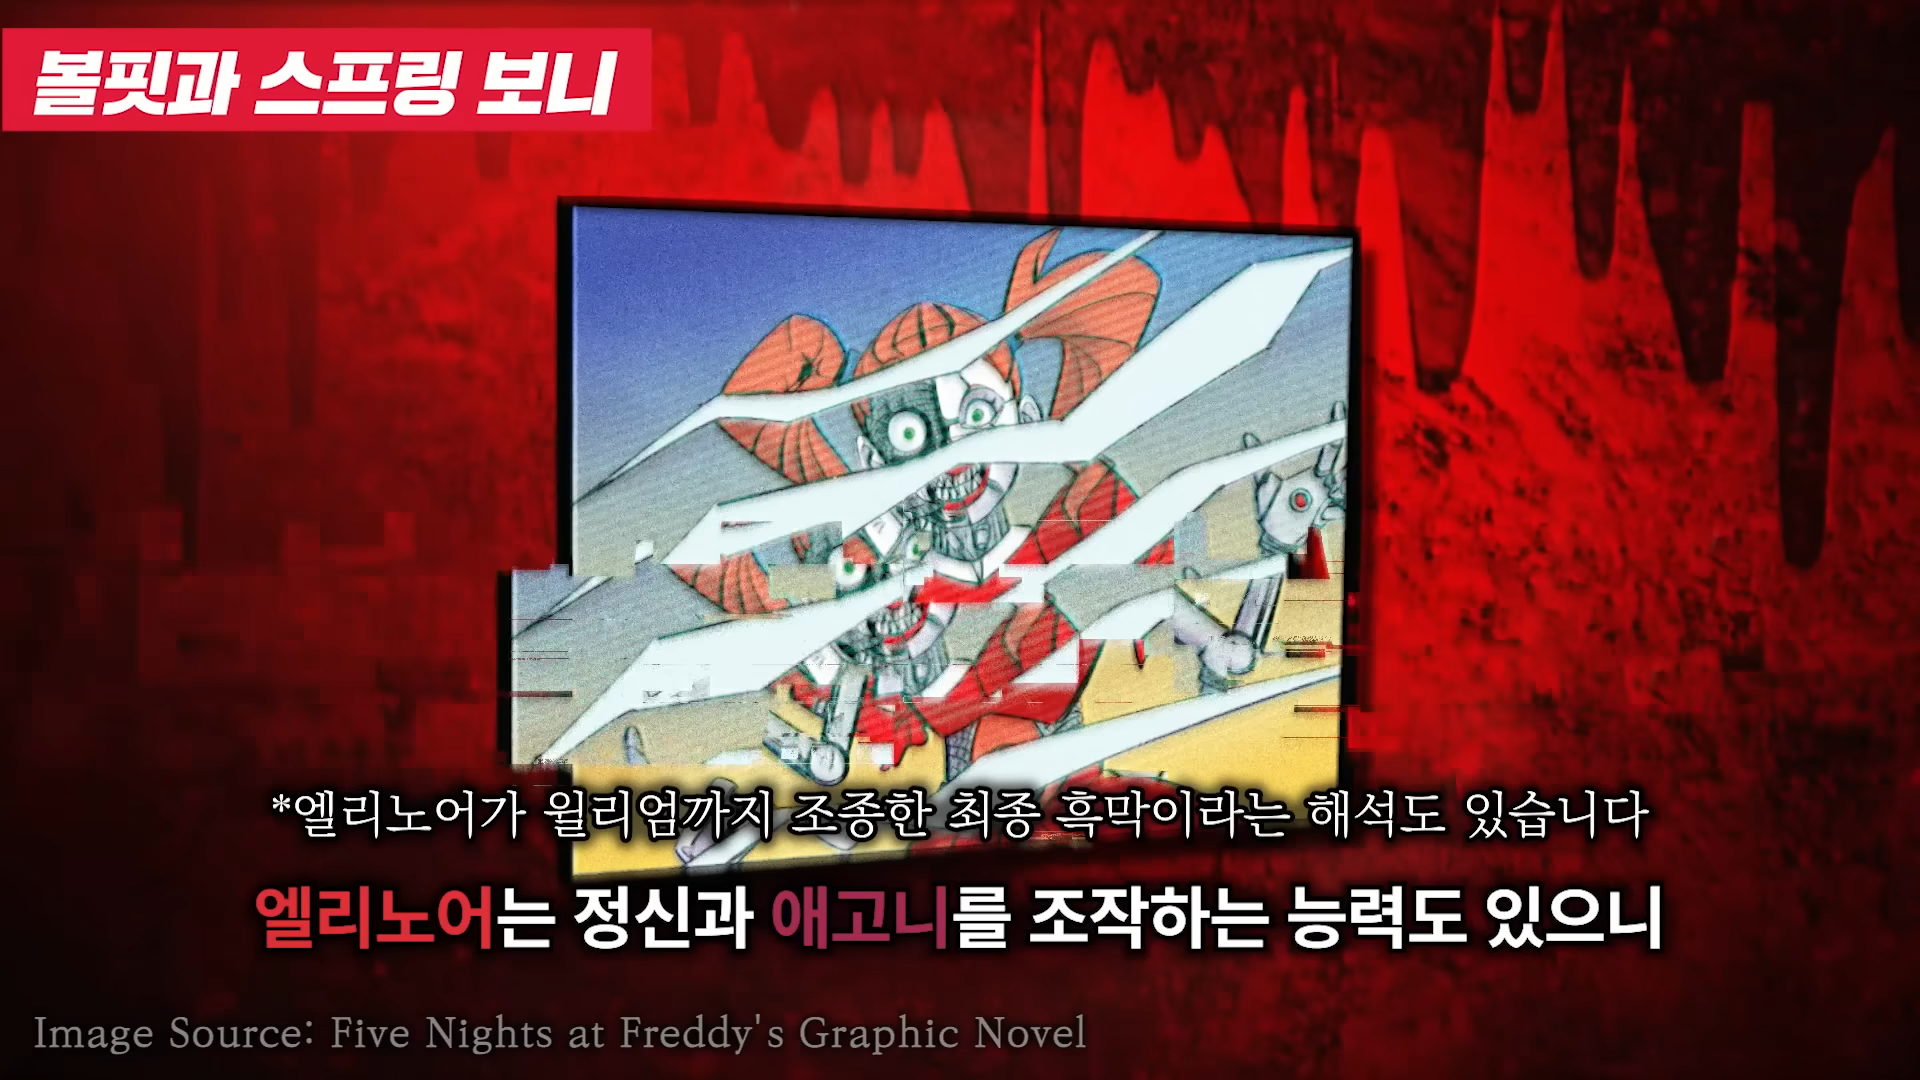 볼핏과 스프링 보니
*엘리노어가 윌리엄까지 조종한 최종 흑막이라는 해석도 있습니다
엘리노어는 정신과 애고니를 조작하는 능력도 있으니
Image Source: Five Nights at Freddy's Graphic Novel